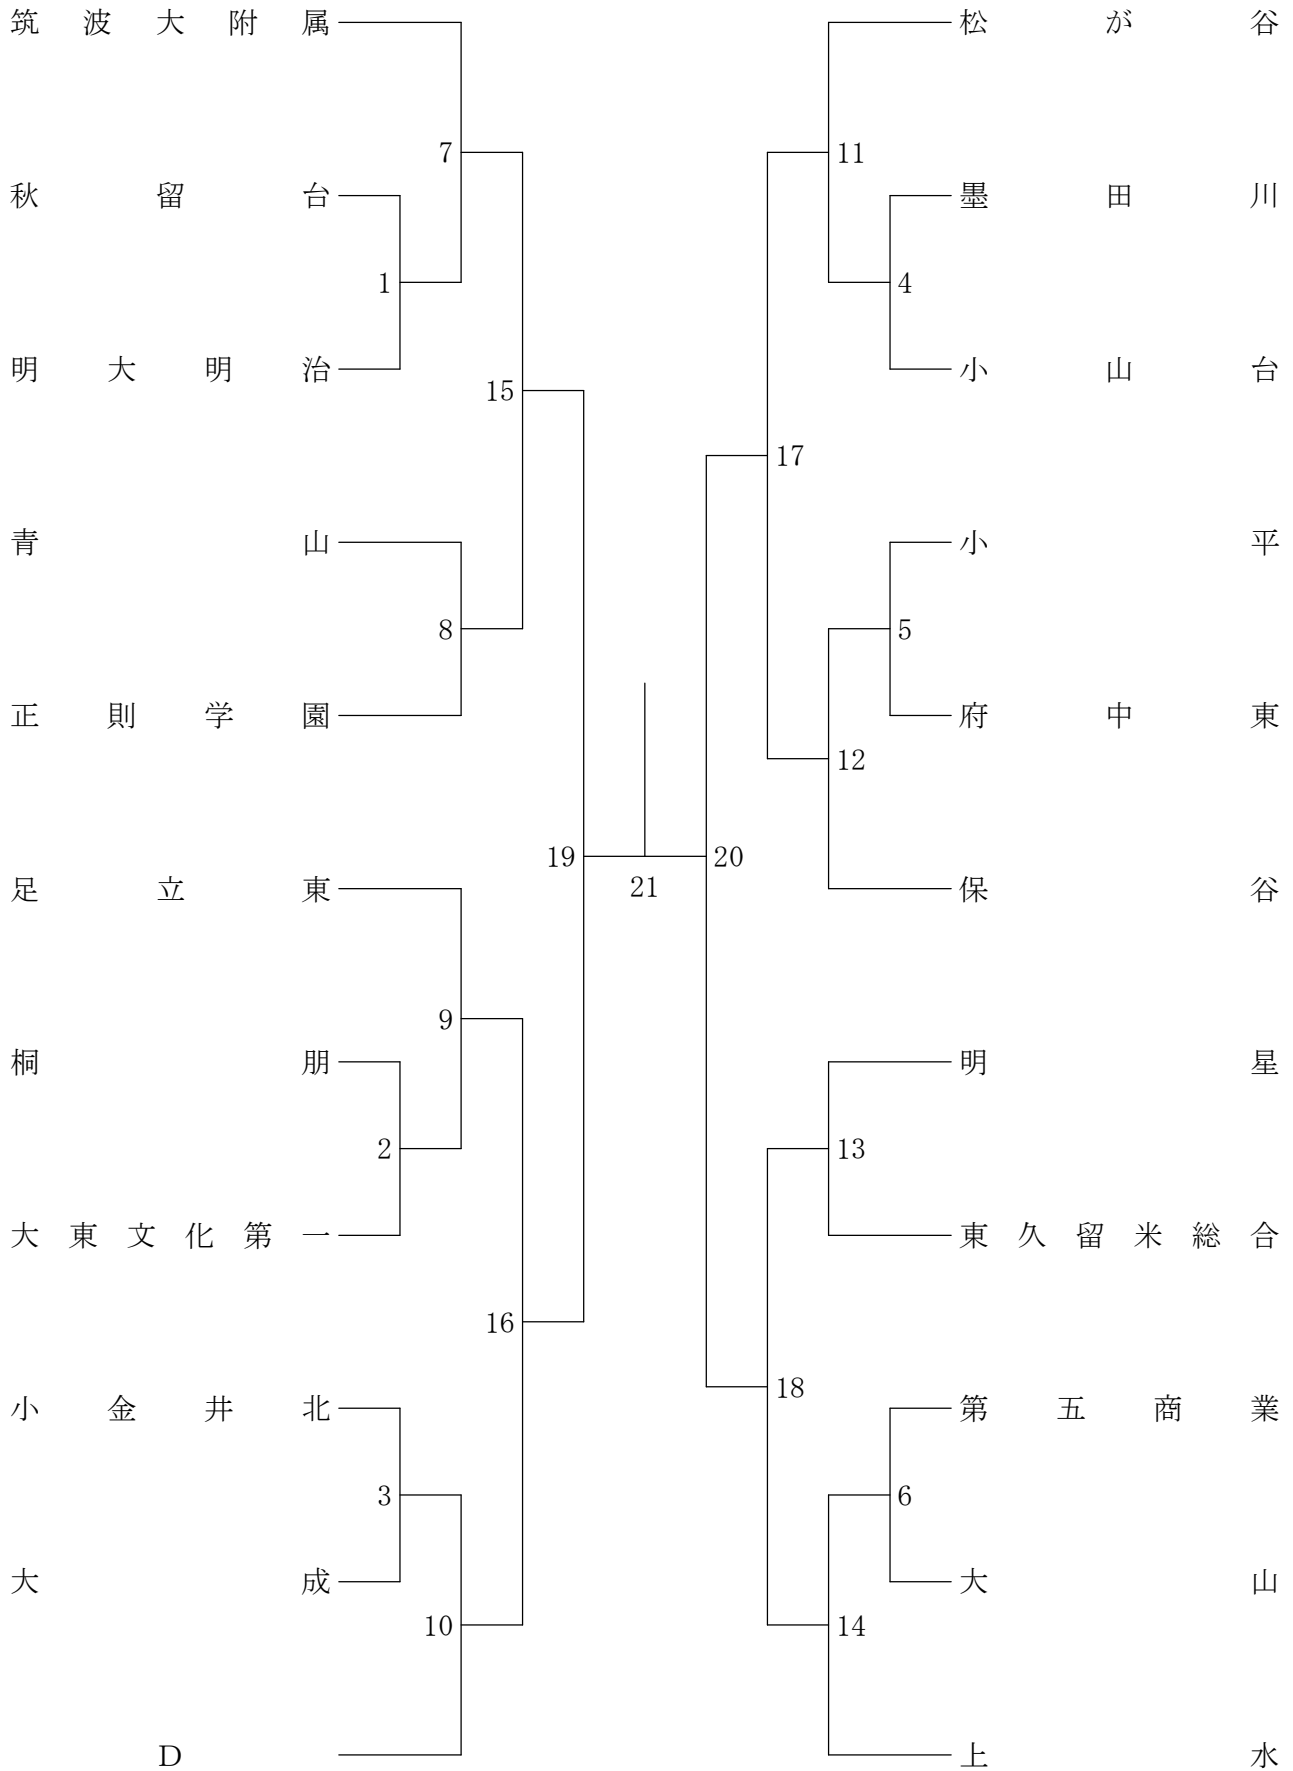 筑波大附属
松が谷
7
11
秋留台
墨田川
1
4
明大明治
小山台
15
17
青山
小平
8
5
正則学園
府中東
12
19
20
21
足立東
保谷
9
桐朋
明星
2
13
大東文化第一
東久留米総合
16
18
小金井北
第五商業
3
6
大成
大山
10
14
D
上水